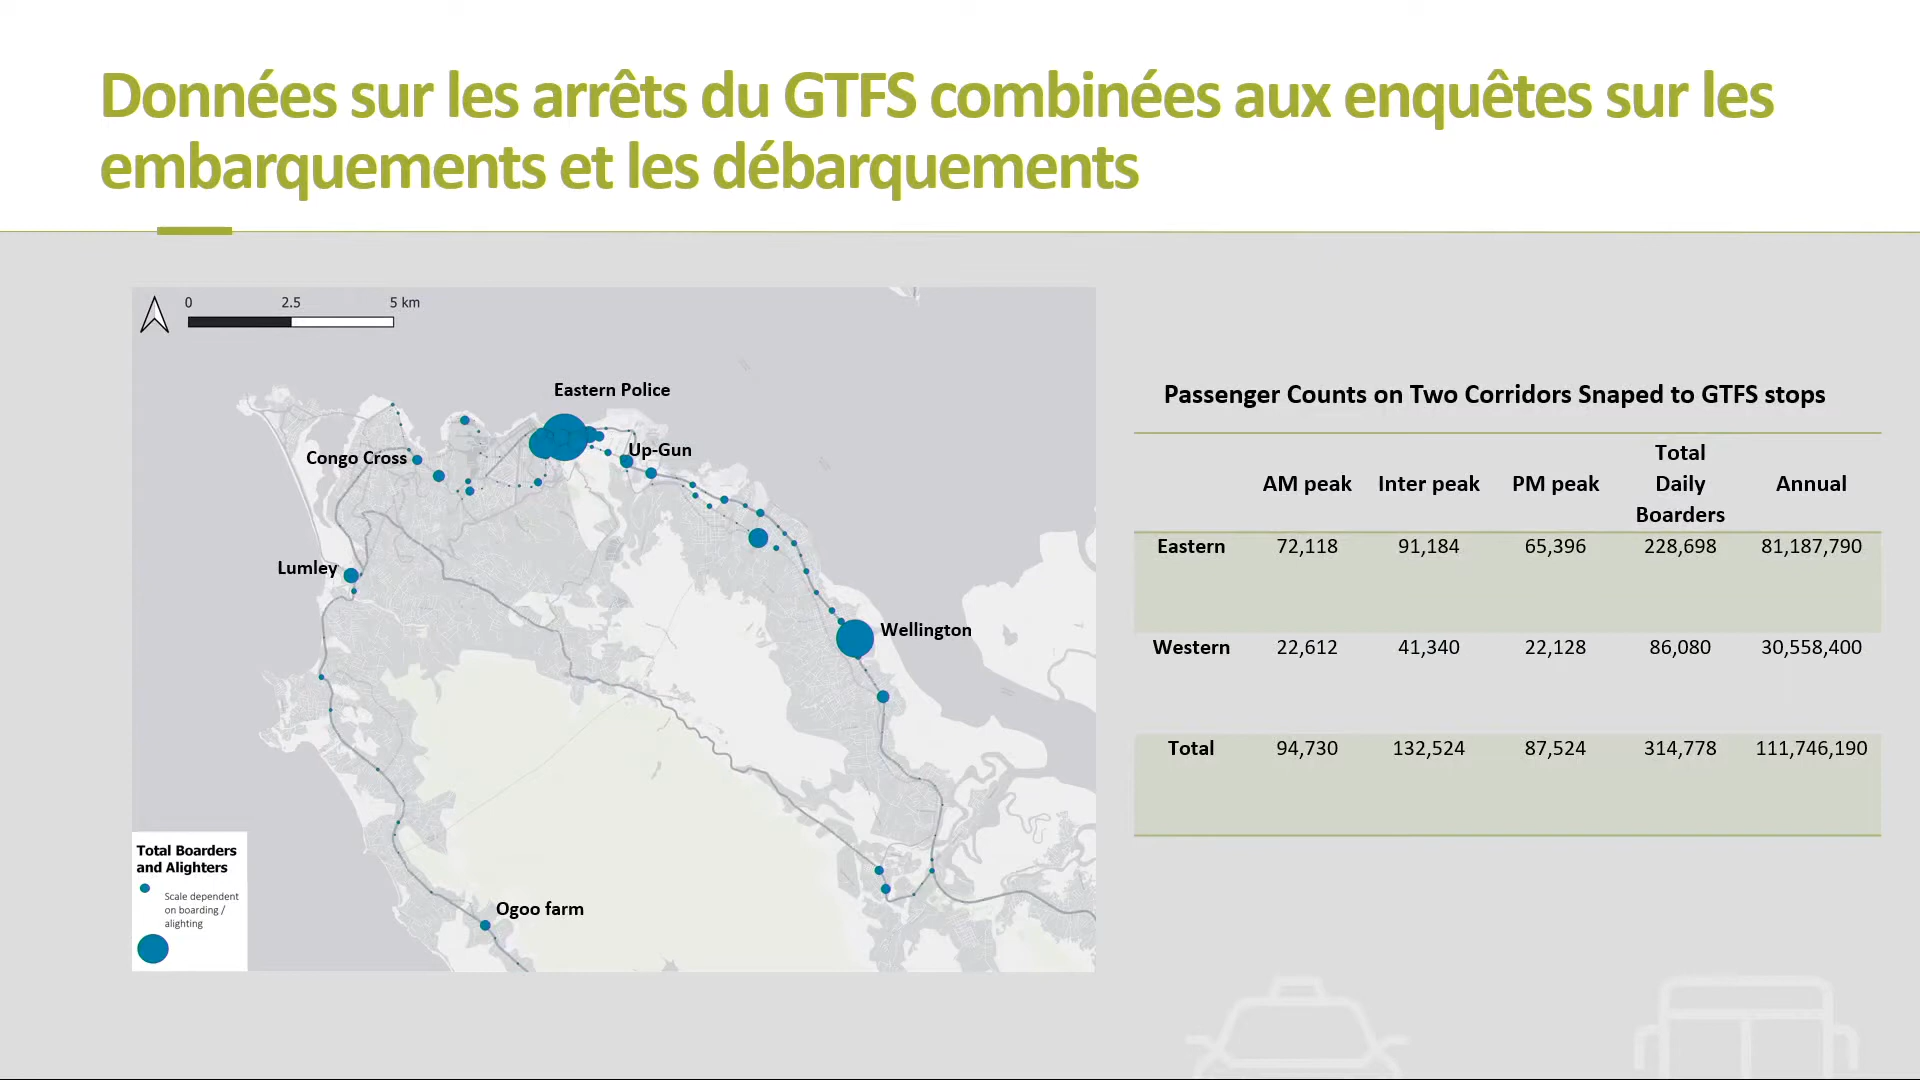 Données sur les arrêts du GTFS combinées aux enquêtes sur les
embarquements et les débarquements
0 2.5 5 km
Eastern Police
Up-Gun
Congo Cross
Lumley
Wellington
Ogoo farm
Total Boarders
and Alighters
Scale dependent
on boarding /
alighting
Passenger Counts on Two Corridors Snaped to GTFS stops
AM peak Inter peak PM peak Total Daily Boarders Annual
Eastern 72,118 91,184 65,396 228,698 81,187,790
Western 22,612 41,340 22,128 86,080 30,558,400
Total 94,730 132,524 87,524 314,778 111,746,190